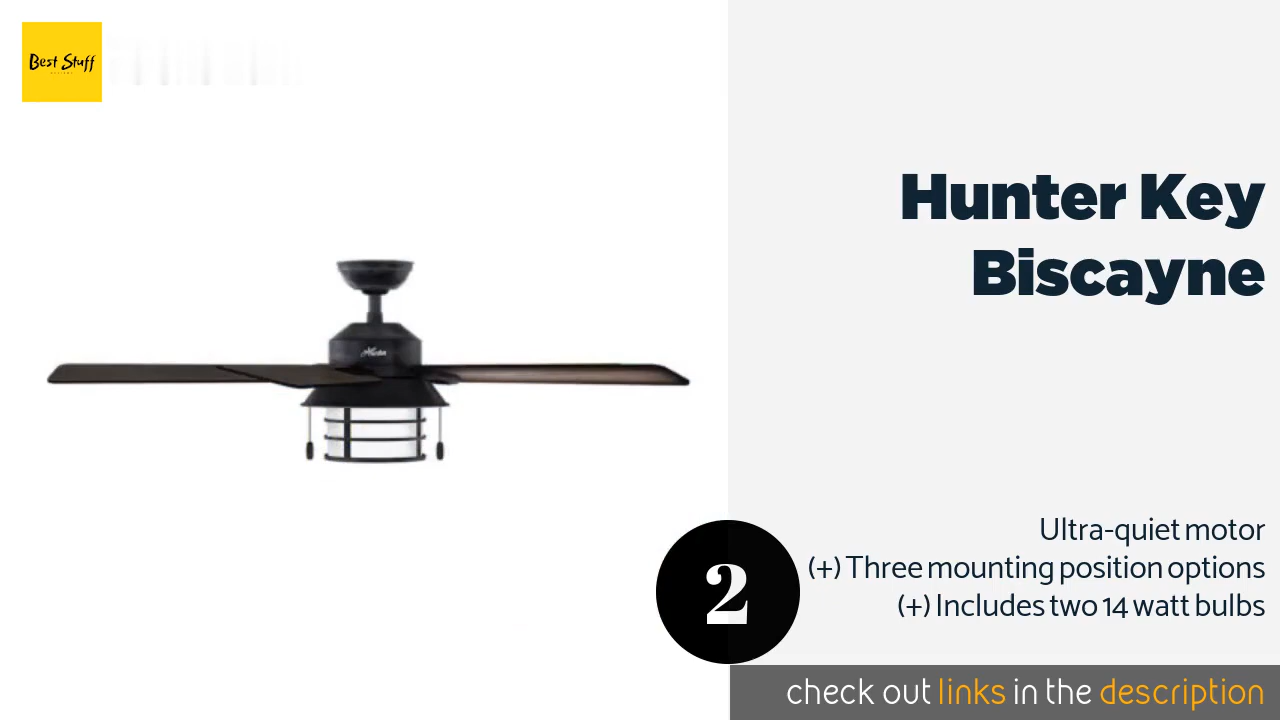 Best Stuff
Hunter Key
Biscayne
Hunter
Ultra-quiet motor
(+) Three mounting position options
(+) Includes two 14 watt bulbs
2
check out links in the description